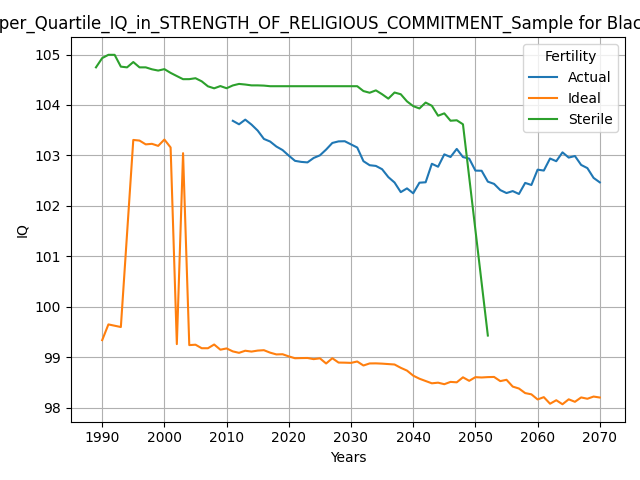 per_Quartile_IQ_in_STRENGTH_OF_RELIGIOUS_COMMITMENT_Sample for Blac
105
104
103
102
101
100
99
98
IQ
Fertility
Actual
Ideal
Sterile
1990 2000 2010 2020 2030 2040 2050 2060 2070
Years